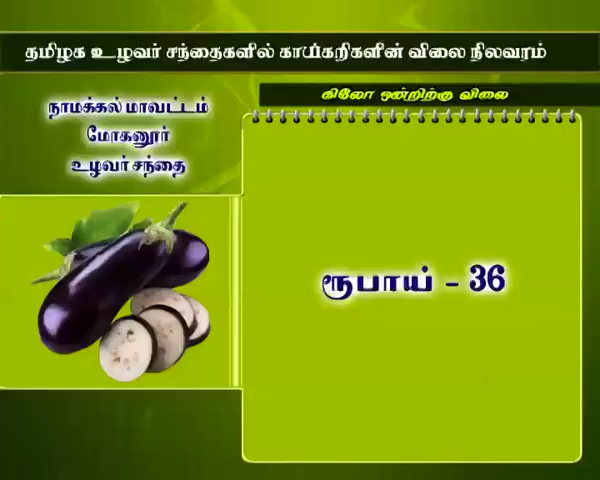 தமிழக உழவர் சந்தைகளில் காய்கறிகளின் விலை நிலவரம்
கிலோ ஒன்றிற்கு விலை
நாமக்கல் மாவட்டம்
மோகனூர்
உழவர் சந்தை
ரூபாய் - 36